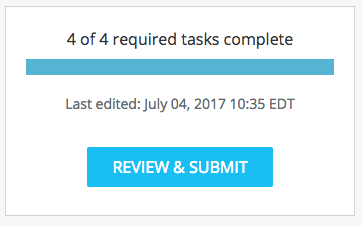 4 of 4 required tasks complete
Last edited: July 04, 2017 10:35 EDT
REVIEW & SUBMIT